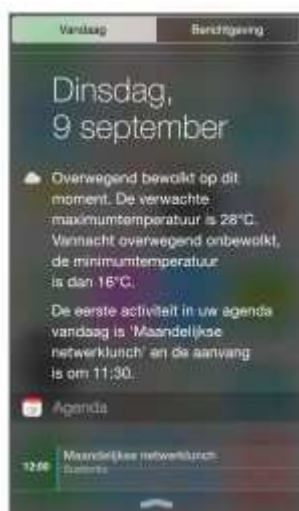 Vandaag Berichtgeving
Dinsdag,
9 september
Overwegend bewolkt op dit
moment. De verwachte
maximumtemperatuur is 28°C.
Vannacht overwegend onbewolkt,
de minimumtemperatuur
is dan 16°C.
De eerste activiteit in uw agenda
vandaag is 'Maandelijkse
netwerklunch' en de aanvang
is om 11:30.
Agenda
Maandelijkse netwerklunch
12:00